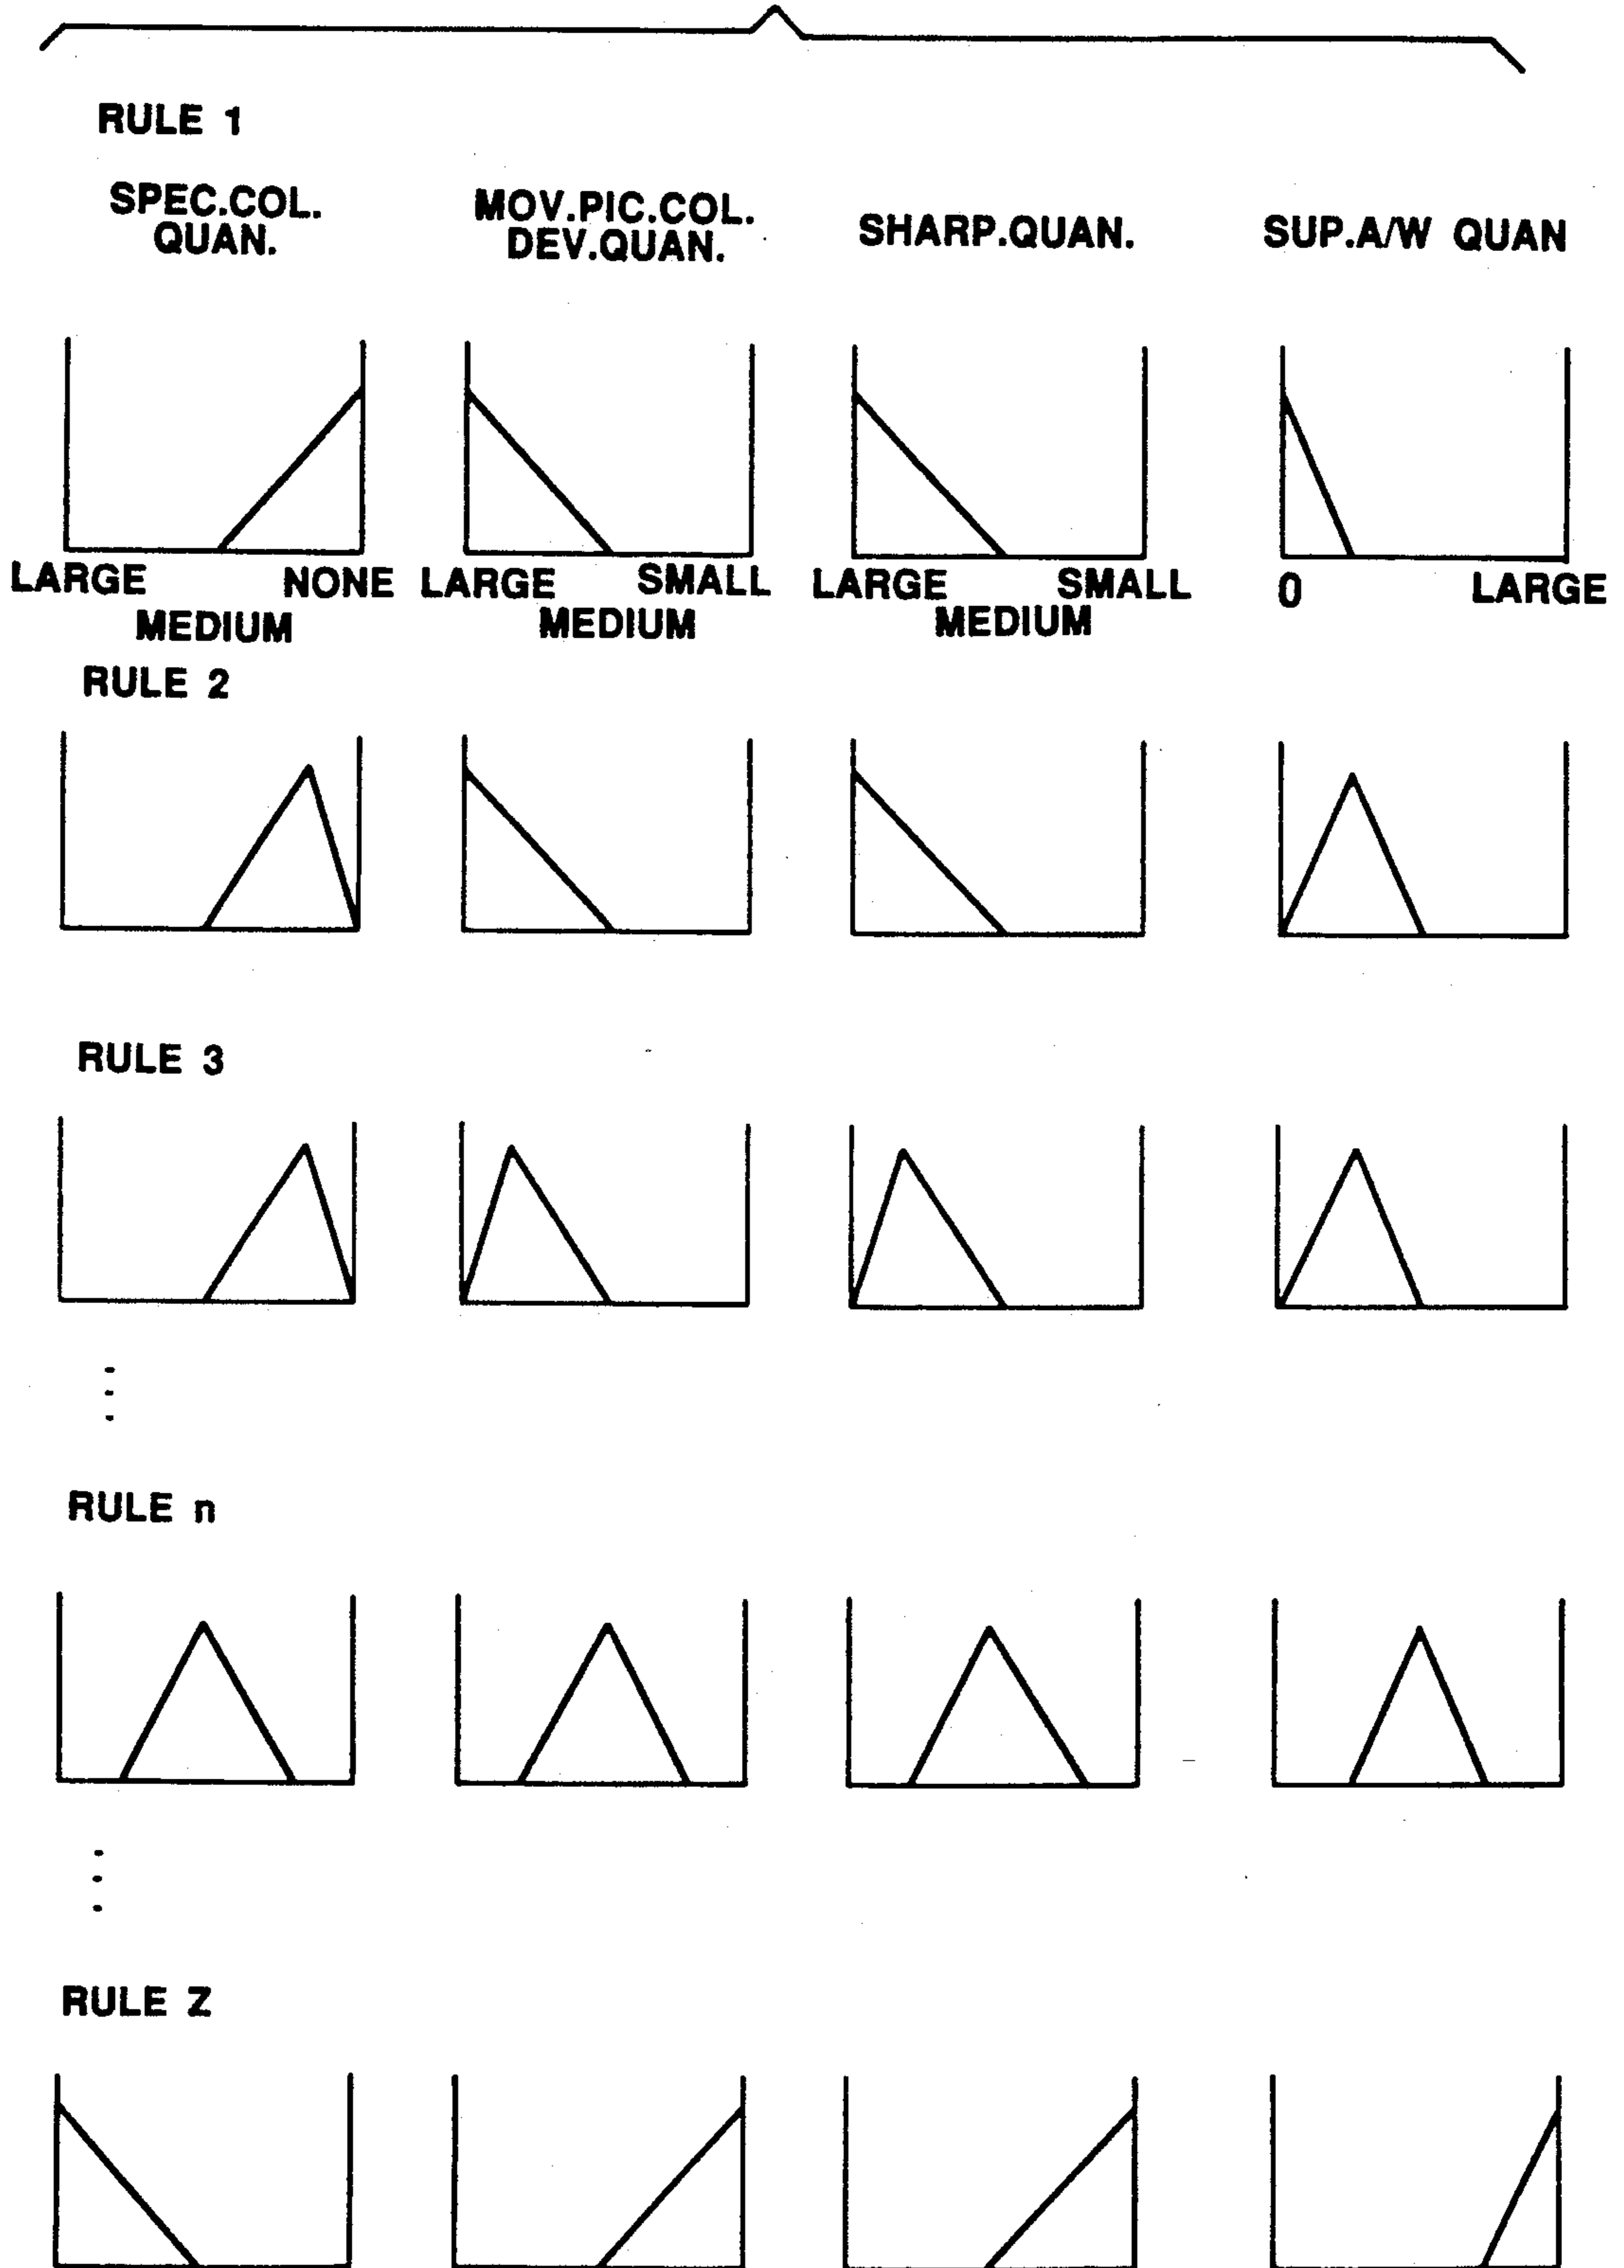 RULE 1
SPEC.COL.
QUAN.
MOV.PIC.COL.
DEV.QUAN.
SHARP.QUAN.
SUP.A/W QUAN
LARGE
NONE
MEDIUM
LARGE
SMALL
MEDIUM
LARGE
SMALL
MEDIUM
0
LARGE
RULE 2
RULE 3
RULE n
RULE Z